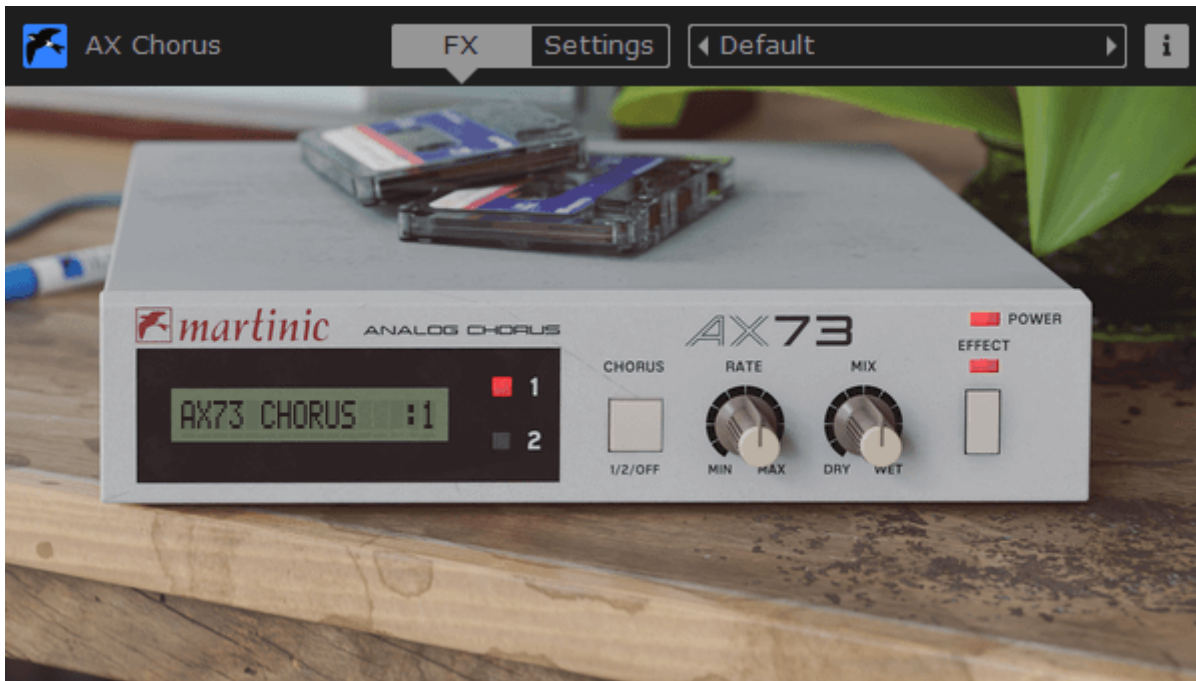 AX Chorus
FX
Settings
Default
i
martinic
ANALOG CHORUS
AX73
POWER
EFFECT
CHORUS
RATE
MIX
AX73 CHORUS :1
1
2
1/2/OFF
MIN
MAX
DRY
WET